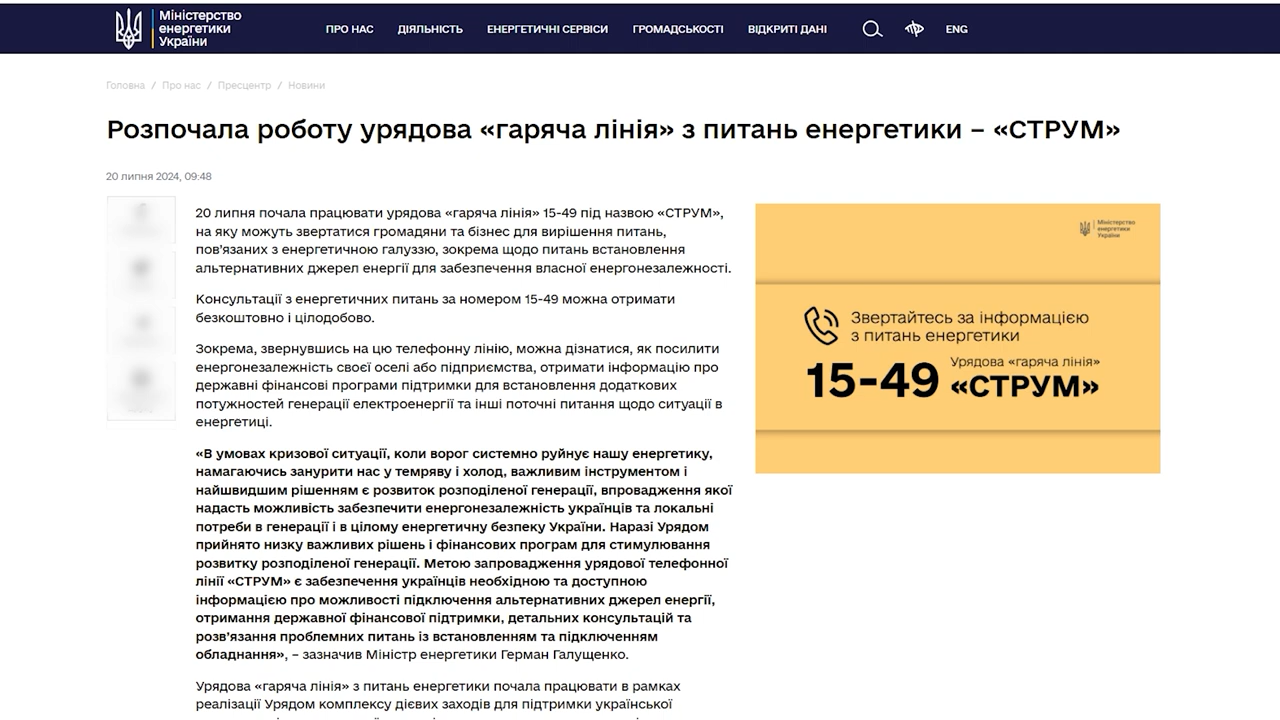 Міністерство
енергетики
України
ПРО НАС ДІЯЛЬНІСТЬ ЕНЕРГЕТИЧНІ СЕРВІСИ ГРОМАДСЬКОСТІ ВІДКРИТІ ДАНІ ENG
Головна / Про нас / Пресцентр / Новини
Розпочала роботу урядова «гаряча лінія» з питань енергетики – «СТРУМ»
20 липня 2024, 09:48
20 липня почала працювати урядова «гаряча лінія» 15-49 під назвою «СТРУМ»,
на яку можуть звертатися громадяни та бізнес для вирішення питань,
пов’язаних з енергетичною галуззю, зокрема щодо питань встановлення
альтернативних джерел енергії для забезпечення власної енергонезалежності.
Консультації з енергетичних питань за номером 15-49 можна отримати
безкоштовно і цілодобово.
Зокрема, звернувшись на цю телефонну лінію, можна дізнатися, як посилити
енергонезалежність своєї оселі або підприємства, отримати інформацію про
державні фінансові програми підтримки для встановлення додаткових
потужностей генерації електроенергії та інші поточні питання щодо ситуації в
енергетиці.
«В умовах кризової ситуації, коли ворог системно руйнує нашу енергетику,
намагаючись занурити нас у темряву і холод, важливим інструментом і
найшвидшим рішенням є розвиток розподіленої генерації, впровадження якої
надасть можливість забезпечити енергонезалежність українців та локальні
потреби в генерації і в цілому енергетичну безпеку України. Наразі Урядом
прийнято низку важливих рішень і фінансових програм для стимулювання
розвитку розподіленої генерації. Метою запровадження урядової телефонної
лінії «СТРУМ» є забезпечення українців необхідною та доступною
інформацією про можливості підключення альтернативних джерел енергії,
отримання державної фінансової підтримки, детальних консультацій та
розв’язання проблемних питань із встановленням та підключенням
обладнання», – зазначив Міністр енергетики Герман Галущенко.
Урядова «гаряча лінія» з питань енергетики почала працювати в рамках
реалізації Урядом комплексу дієвих заходів для підтримки української
Міністерство
енергетики
України
Звертайтесь за інформацією
з питань енергетики
15-49
Урядова «гаряча лінія»
«СТРУМ»